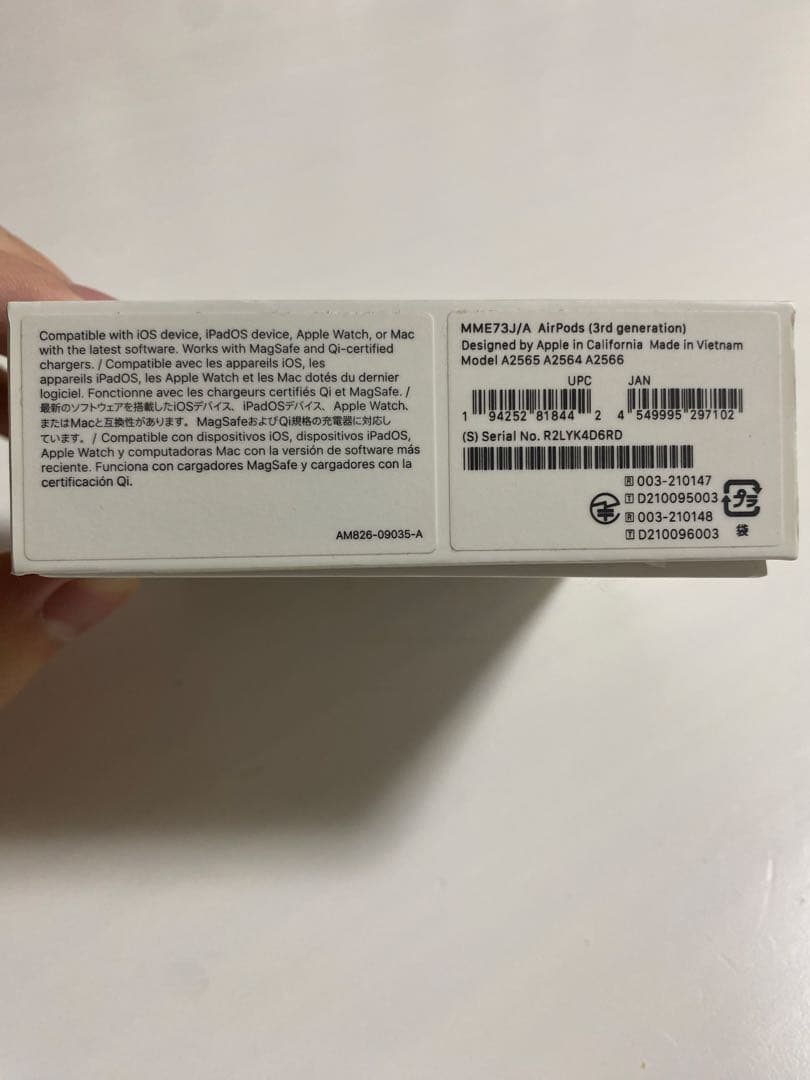 Compatible with iOS device, iPadOS device, Apple Watch, or Mac
with the latest software. Works with MagSafe and Qi-certified
chargers. / Compatible avec les appareils iOS, les
appareils iPadOS, les Apple Watch et les Mac dotés du dernier
logiciel. Fonctionne avec les chargeurs certifiés Qi et MagSafe. /
最新のソフトウェアを搭載したiOSデバイス、iPadOSデバイス、Apple Watch、
またはMacと互換性があります。MagSafeおよびQi規格の充電器に対応し
ています。/ Compatible con dispositivos iOS, dispositivos iPadOS,
Apple Watch y computadoras Mac con la versión de software más
reciente. Funciona con cargadores MagSafe y cargadores con la
certificación Qi.
AM826-09035-A
MME73J/A AirPods (3rd generation)
Designed by Apple in California Made in Vietnam
Model A2565 A2564 A2566
UPC JAN
1 94252 81844 2 4 549995 297102
(S) Serial No. R2LYK4D6RD
R 003-210147
T D210095003
R 003-210148
T D210096003
プラ
袋